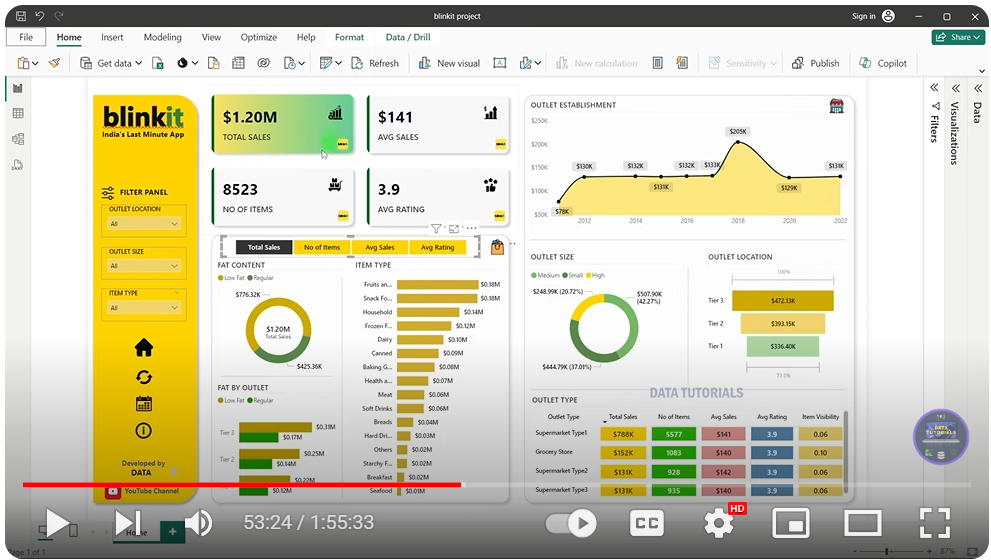 blinkit project
Sign in
File Home Insert Modeling View Optimize Help Format Data / Drill
Share
Get data
Refresh
New visual
New calculation
Sensitivity
Publish
Copilot
blinkit
India's Last Minute App
FILTER PANEL
OUTLET LOCATION
All
OUTLET SIZE
All
ITEM TYPE
All
Developed by
DATA
YouTube Channel
$1.20M
TOTAL SALES
$141
AVG SALES
8523
NO OF ITEMS
3.9
AVG RATING
Total Sales No of Items Avg Sales Avg Rating
FAT CONTENT
Low Fat Regular
$776.32K
$1.20M
Total Sales
$425.36K
FAT BY OUTLET
Low Fat Regular
Tier 3 $0.31M
$0.17M
Tier 2 $0.25M
$0.14M
$0.22M
$0.12M
ITEM TYPE
Fruits an... $0.18M
Snack Fo... $0.18M
Household $0.14M
Frozen F... $0.12M
Dairy $0.10M
Canned $0.09M
Baking G... $0.08M
Health a... $0.07M
Meat $0.06M
Soft Drinks $0.06M
Breads $0.04M
Hard Dri... $0.03M
Others $0.02M
Starchy F... $0.02M
Breakfast $0.02M
Seafood $0.01M
OUTLET ESTABLISHMENT
$250K
$200K
$150K
$100K
$50K
$78K $130K $132K $131K $132K $133K $205K $129K $131K
2012 2014 2016 2018 2020 2022
OUTLET SIZE
Medium Small High
$248.99K (20.72%)
$507.90K
(42.27%)
$444.79K (37.01%)
OUTLET LOCATION
100%
Tier 3 $472.13K
Tier 2 $393.15K
Tier 1 $336.40K
71.3%
DATA TUTORIALS
OUTLET TYPE
Outlet Type Total Sales No of Items Avg Sales Avg Rating Item Visibility
Supermarket Type1 $788K 5577 $141 3.9 0.06
Grocery Store $152K 1083 $140 3.9 0.10
Supermarket Type2 $131K 928 $142 3.9 0.06
Supermarket Type3 $131K 935 $140 3.9 0.06
Filters
Visualizations
Data
DATA
TUTORIALS
53:24 / 1:55:33
CC
HD
Home
Page 1 of 1
87%